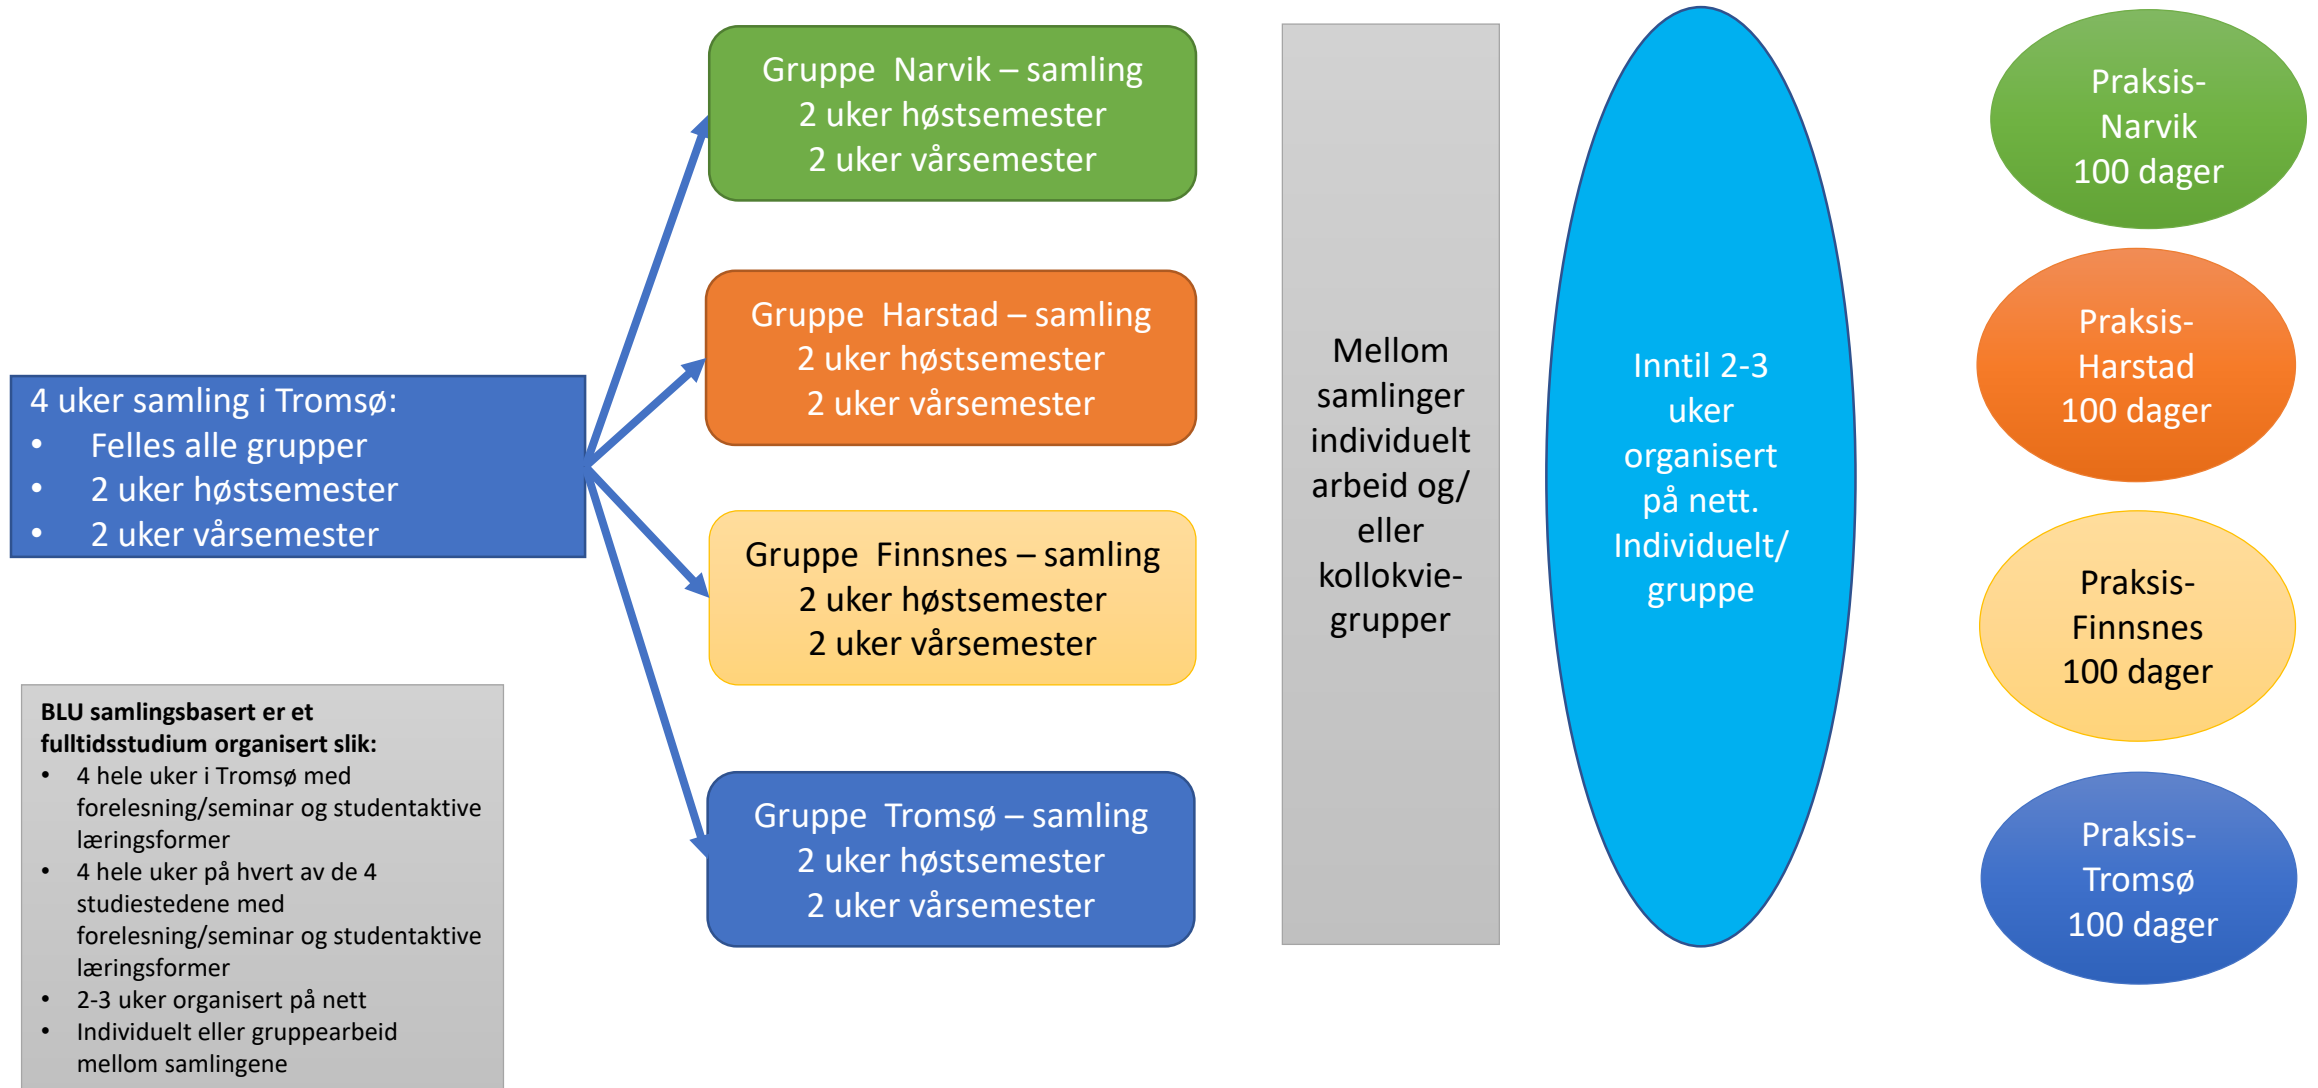 4 uker samling i Tromsø:
• Felles alle grupper
• 2 uker høstsemester
• 2 uker vårsemester
BLU samlingsbasert er et
fulltidsstudium organisert slik:
• 4 hele uker i Tromsø med
forelesning/seminar og studentaktive
læringsformer
• 4 hele uker på hvert av de 4
studiestedene med
forelesning/seminar og studentaktive
læringsformer
• 2-3 uker organisert på nett
• Individuelt eller gruppearbeid
mellom samlingene
Gruppe Narvik – samling
2 uker høstsemester
2 uker vårsemester
Gruppe Harstad – samling
2 uker høstsemester
2 uker vårsemester
Gruppe Finnsnes – samling
2 uker høstsemester
2 uker vårsemester
Gruppe Tromsø – samling
2 uker høstsemester
2 uker vårsemester
Mellom
samlinger
individuelt
arbeid og/
eller
kollokvie-
grupper
Inntil 2-3
uker
organisert
på nett.
Individuelt/
gruppe
Praksis-
Narvik
100 dager
Praksis-
Harstad
100 dager
Praksis-
Finnsnes
100 dager
Praksis-
Tromsø
100 dager